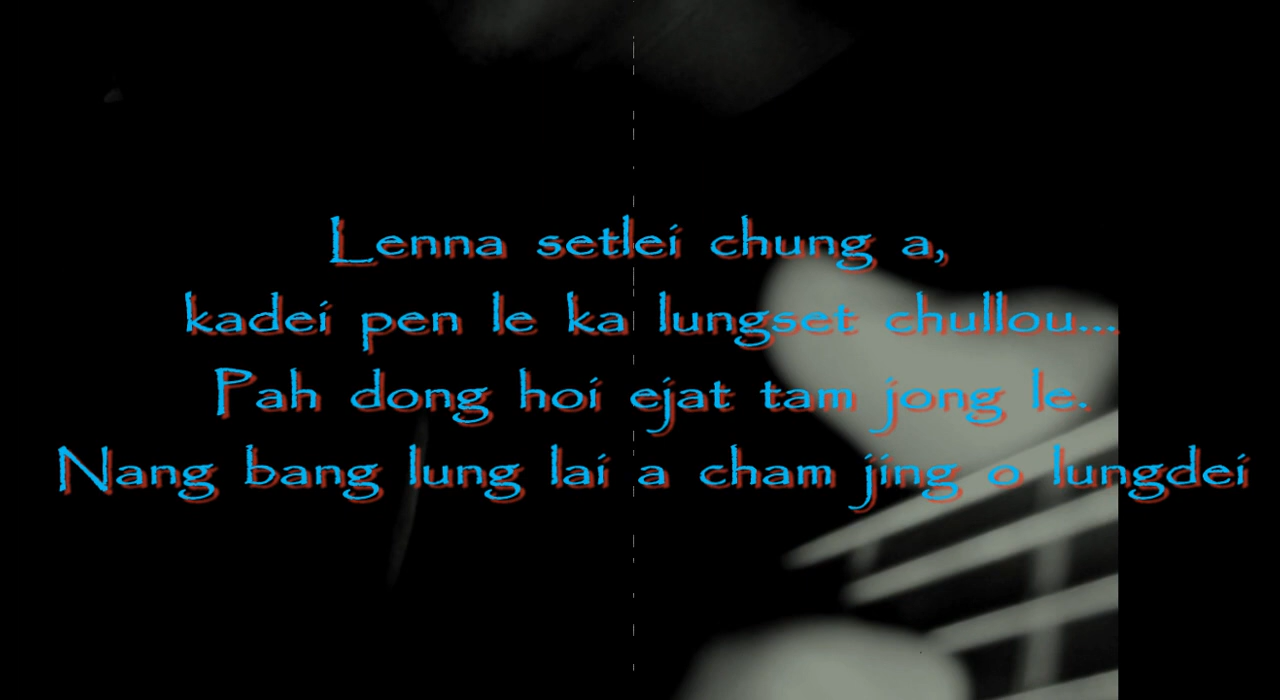 Lenna setlei chung a,
kadei pen le ka lungset chullou...
Pah dong hoi ejat tam jong le.
Nang bang lung lai a cham jing o lungdei